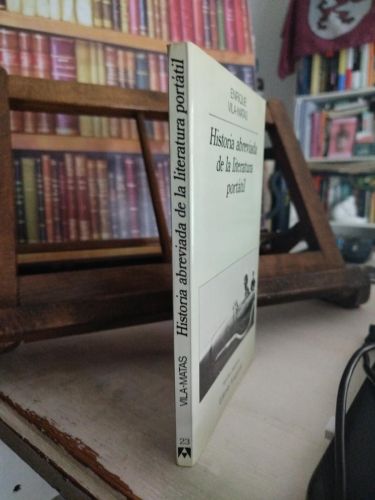 Historia abreviada de la literatura portátil
VILA-MATAS
23
ENRIQUE
VILA-MATAS
Historia abreviada
de la literatura
portátil